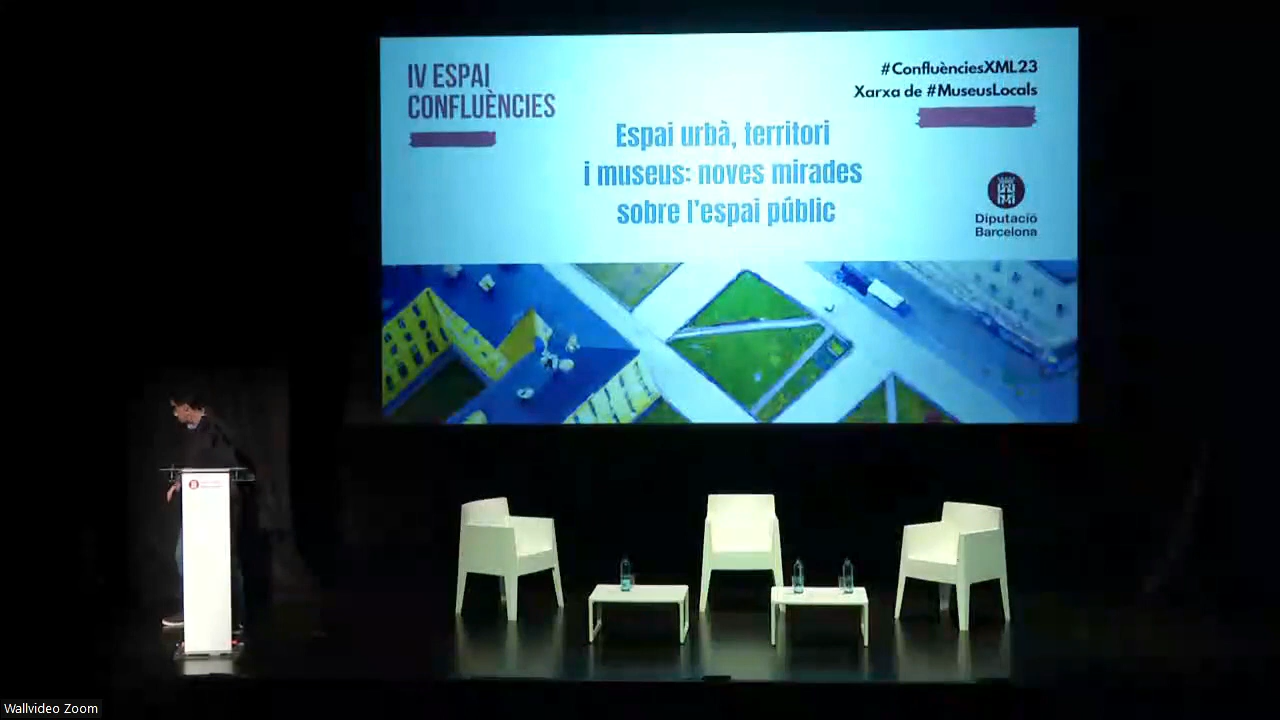 IV ESPAI
CONFLUÈNCIES
#ConfluènciesXML23
Xarxa de #MuseusLocals
Espai urbà, territori
i museus: noves mirades
sobre l'espai públic
Diputació
Barcelona
Wallvideo Zoom